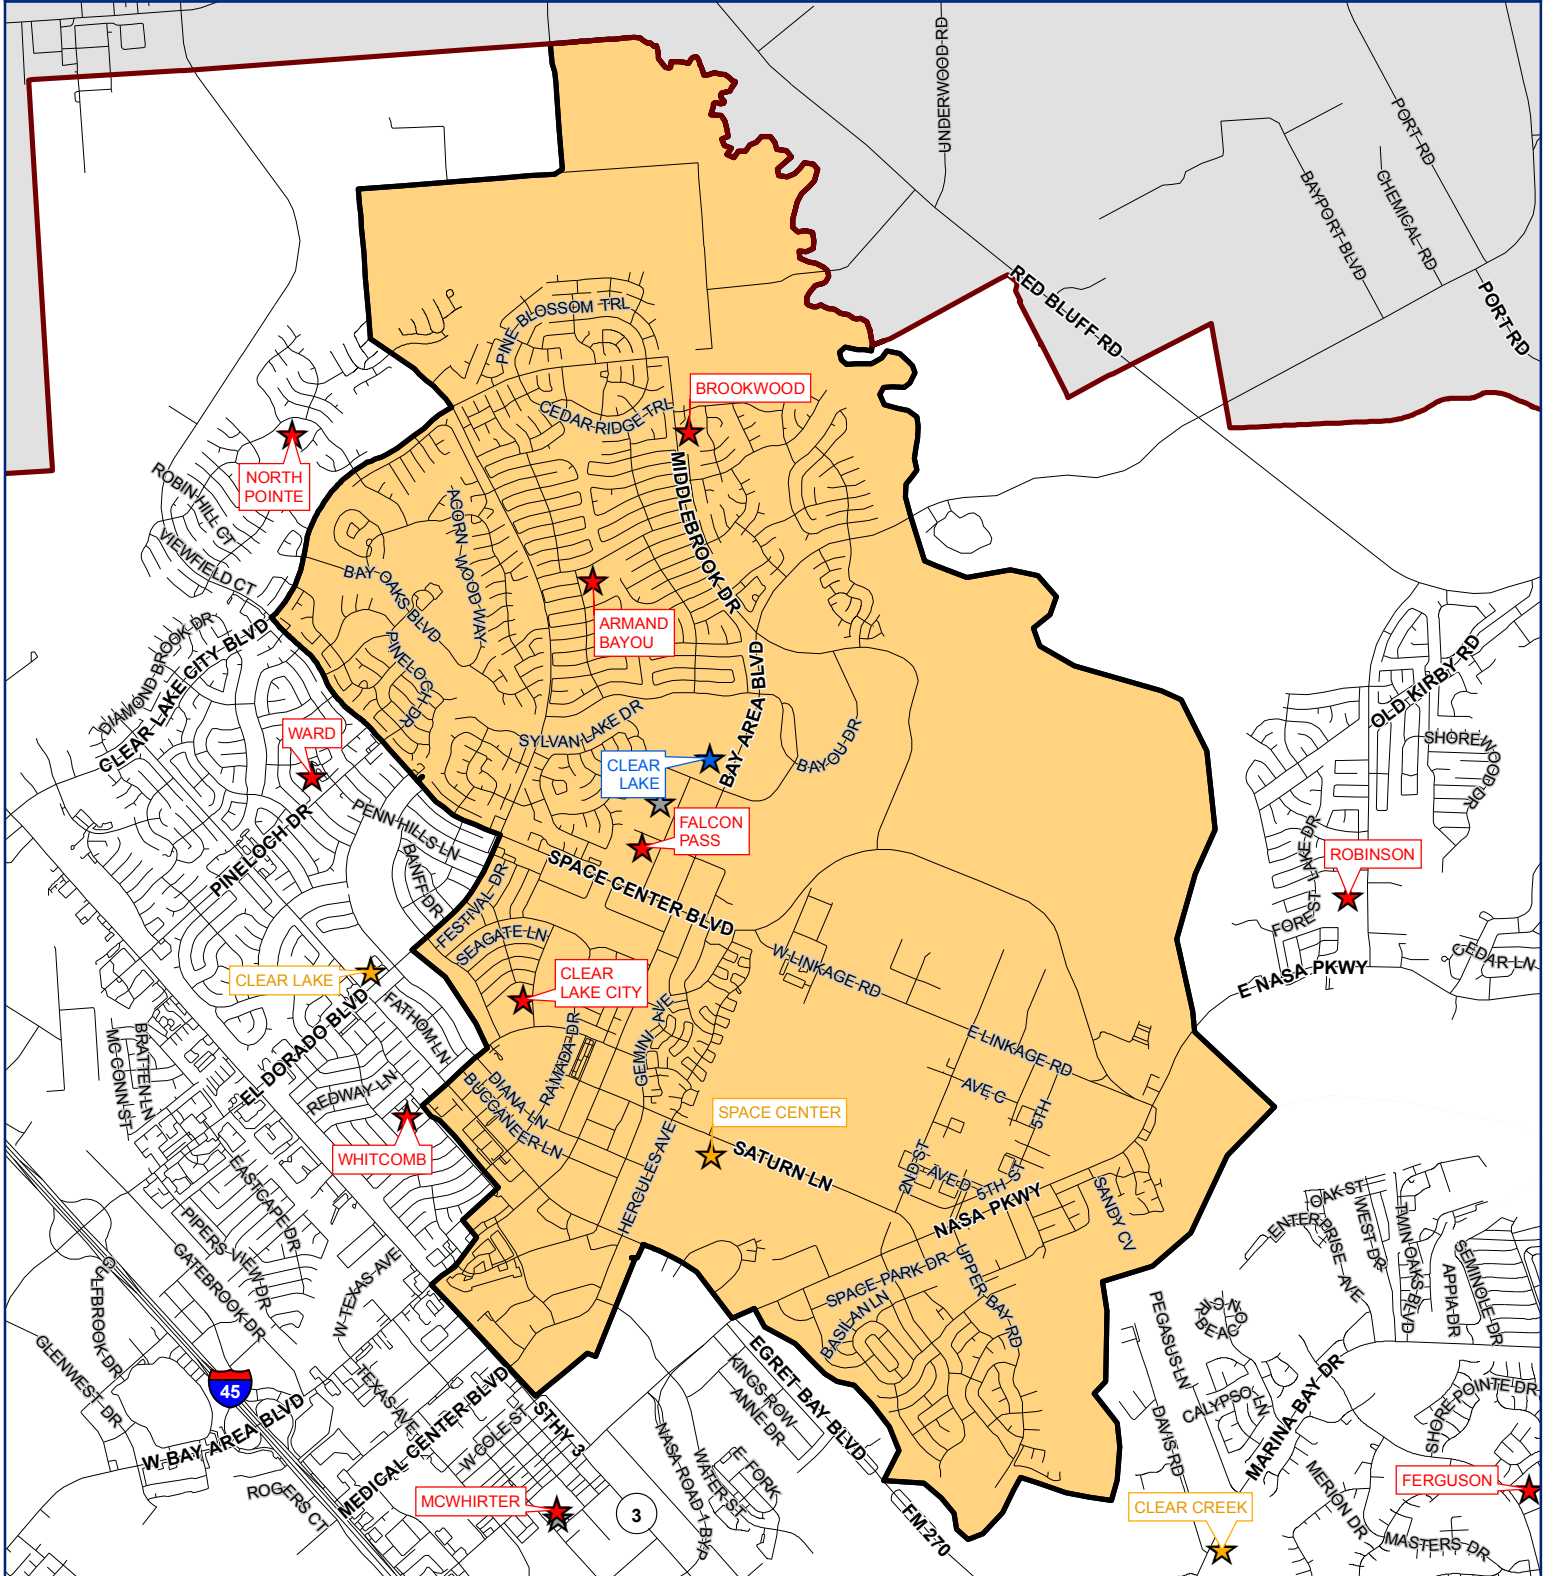 UNDERWOOD RD
PORT RD
BAYPORT BLVD
CHEMICAL RD
RED BLUFF RD
PORT RD
PINE BLOSSOM TRL
BROOKWOOD
CEDAR RIDGE TRL
NORTH
POINTE
ROBIN HILL CT
VIEWFIELD CT
MIDDLEBROOK DR
ACORN WOOD WAY
BAY OAKS BLVD
ARMAND
BAYOU
PINELOCH DR
DIAMOND BROOK DR
CLEAR LAKE CITY BLVD
OLD KIRBY RD
SHOREWOOD DR
WARD
SYLVAN LAKE DR
BAY AREA BLVD
BAYOU DR
CLEAR
LAKE
FALCON
PASS
PINELOCH DR
PENN HILLS LN
BANFF DR
SPACE CENTER BLVD
FESTIVAL DR
SEAGATE LN
FOREST LAKE DR
ROBINSON
CEDAR LN
E NASA PKWY
CLEAR LAKE
CLEAR
LAKE CITY
W LINKAGE RD
EL DORADO BLVD
FATHOM LN
BRATTEN LN
MC CONN ST
REDWAY LN
RAMADA DR
GEMINI AVE
E LINKAGE RD
AVE C
5TH
DIANA LN
BUCCANEER LN
SPACE CENTER
WHITCOMB
SATURN LN
HERCULES AVE
2ND ST
AVE D
5TH ST
NASA PKWY
SANDY CV
EASTCAPE DR
PIPERS VIEW DR
GATEBROOK DR
W TEXAS AVE
GULFBROOK DR
GLENWEST DR
OAK ST
ENTERPRISE AVE
WEST DR
TWIN OAKS BLVD
APPIA DR
SEMINOLE DR
SPACE PARK DR
UPPER BAY RD
BASILAN LN
PEGASUS LN
CALYPSO LN
MARINA BAY DR
SHORE POINTE DR
45
W BAY AREA BLVD
TEXAS AVE
MEDICAL CENTER BLVD
W COLE ST
STHY 3
EGRET BAY BLVD
KINGS ROW
ANNE DR
NASA ROAD 1 BYP
WATER ST
E FORK
DAVIS RD
ROGERS CT
MCWHIRTER
3
FM 270
CLEAR CREEK
MERION DR
MASTERS DR
FERGUSON